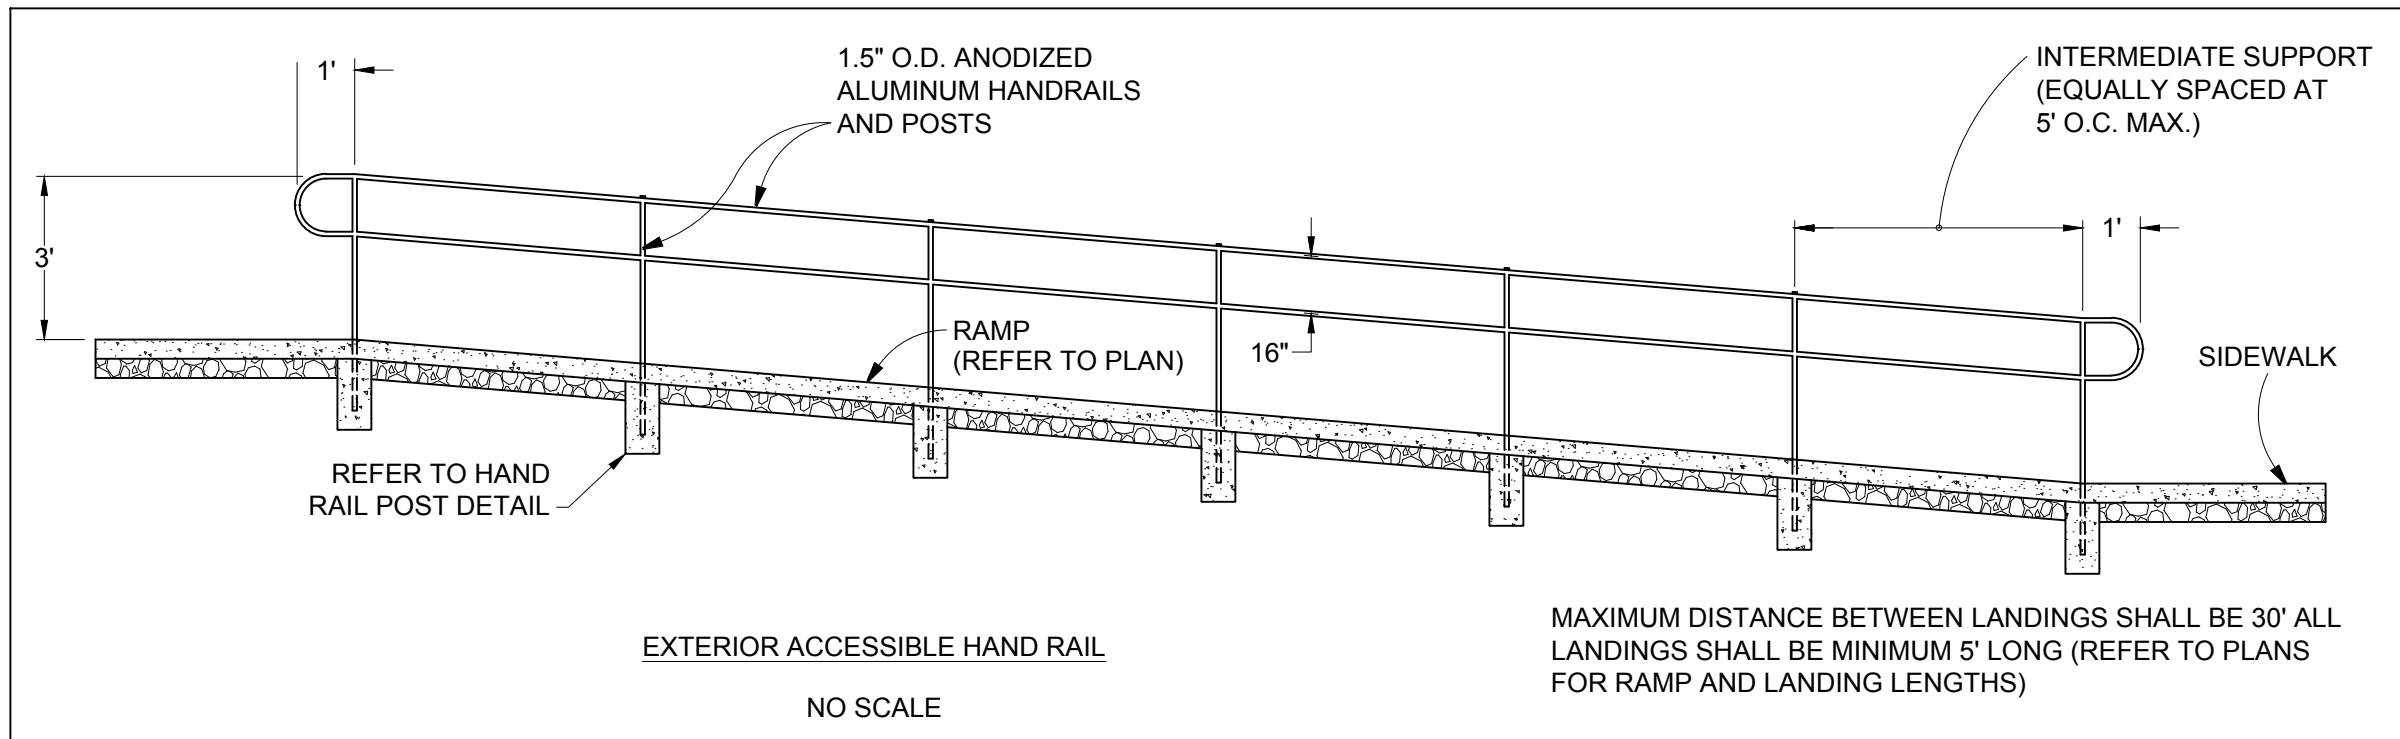 1'
1.5" O.D. ANODIZED
ALUMINUM HANDRAILS
AND POSTS
INTERMEDIATE SUPPORT
(EQUALLY SPACED AT
5' O.C. MAX.)
3'
1'
RAMP
(REFER TO PLAN)
16"
SIDEWALK
REFER TO HAND
RAIL POST DETAIL
EXTERIOR ACCESSIBLE HAND RAIL
NO SCALE
MAXIMUM DISTANCE BETWEEN LANDINGS SHALL BE 30' ALL
LANDINGS SHALL BE MINIMUM 5' LONG (REFER TO PLANS
FOR RAMP AND LANDING LENGTHS)